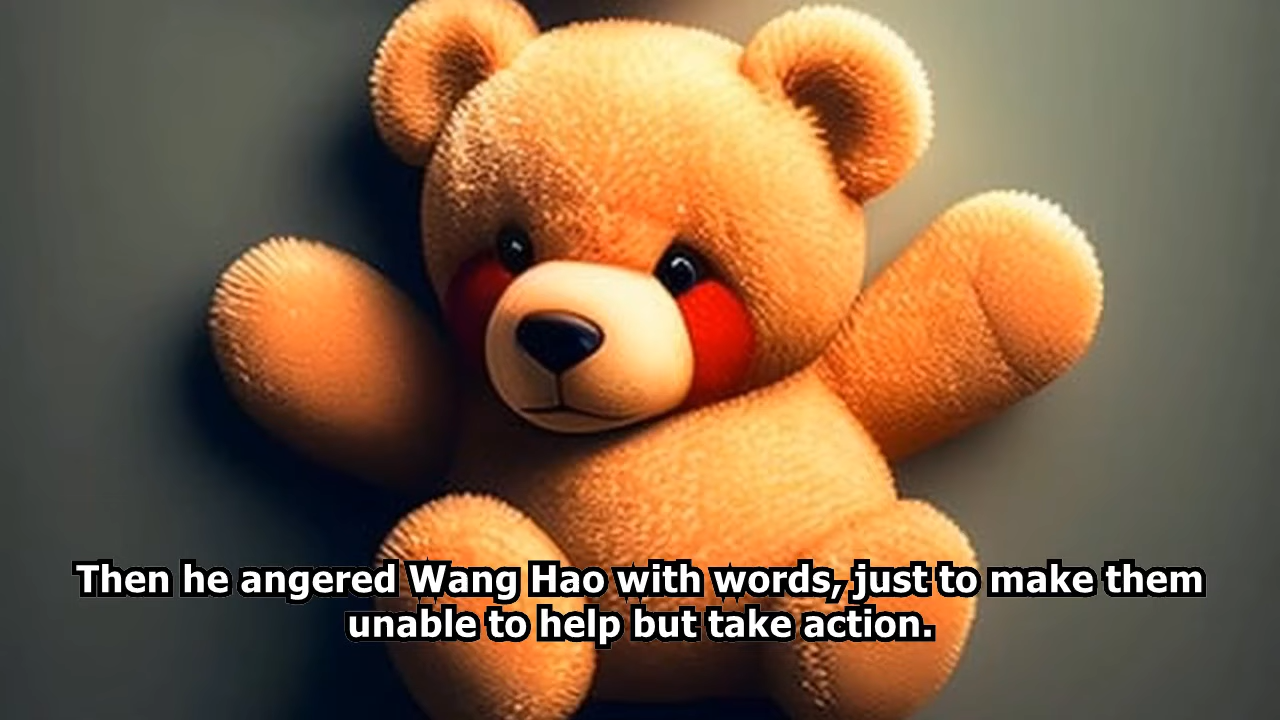 Then he angered Wang Hao with words, just to make them
unable to help but take action.